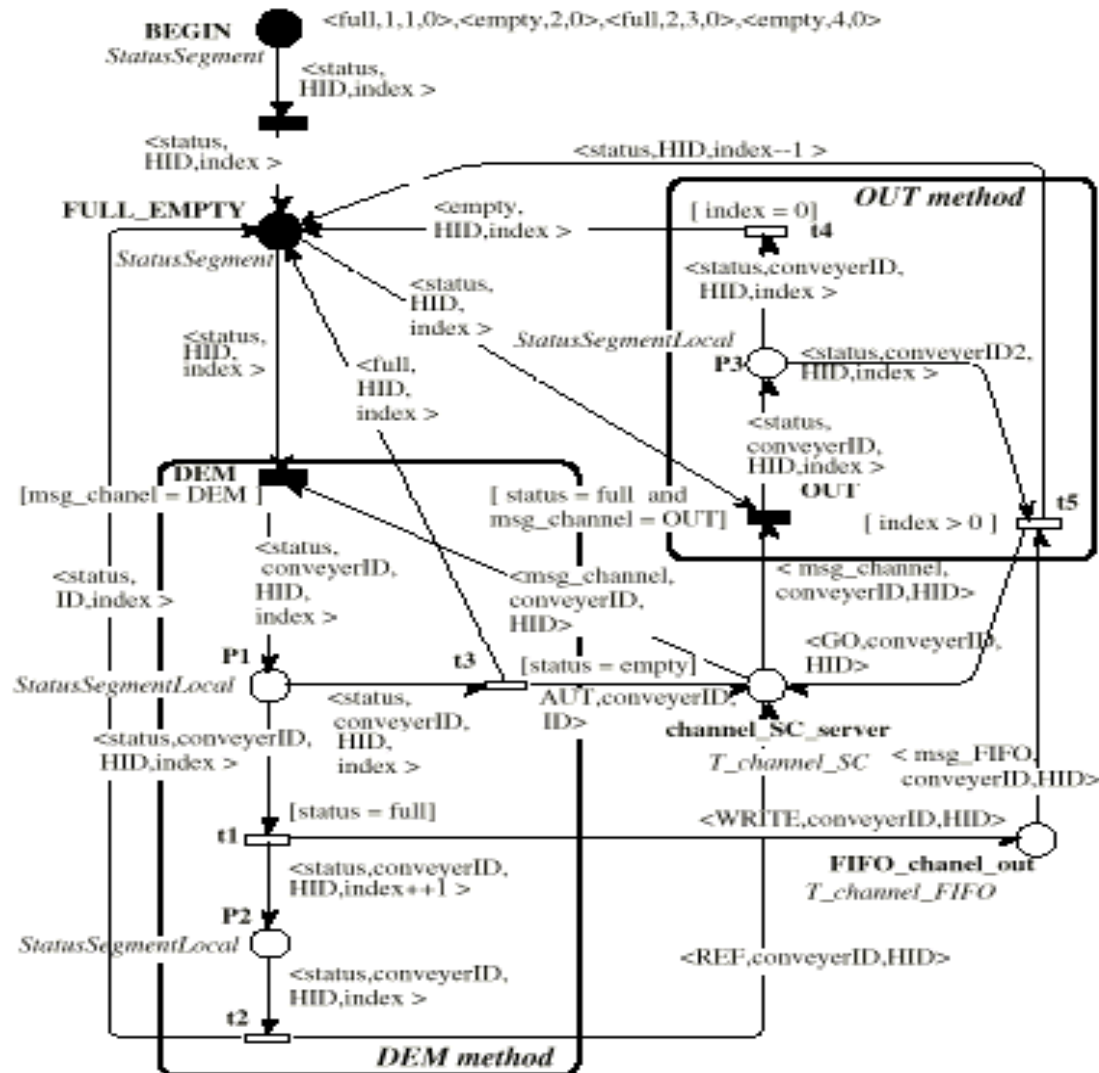 BEGIN
StatusSegment
<full,1,1,0>,<empty,2,0>,<full,2,3,0>,<empty,4,0>
<status,
HID,index >
<status,
HID,index >
<status,HID,index--1 >
FULL_EMPTY
StatusSegment
<empty,
HID,index >
[ index = 0]
t4
OUT method
<status,conveyerID,
HID,index >
<status,
HID,
index >
StatusSegmentLocal
P3
<status,conveyerID2,
HID,index >
<status,
HID,
index >
<full,
HID,
index >
<status,
conveyerID,
HID,index >
OUT
DEM
[msg_chanel = DEM ]
[ status = full and
msg_channel = OUT]
[ index > 0 ]
t5
<status,
conveyerID,
HID,
index >
<status,
ID,index >
<msg_channel,
conveyerID,
HID>
< msg_channel,
conveyerID,HID>
<GO,conveyerID,
HID>
P1
StatusSegmentLocal
t3
[status = empty]
AUT,conveyerID,
ID>
<status,
conveyerID,
HID,
index >
channel_SC_server
T_channel_SC
<status,conveyerID,
HID,index >
< msg_FIFO,
conveyerID,HID>
[status = full]
t1
<WRITE,conveyerID,HID>
FIFO_chanel_out
T_channel_FIFO
<status,conveyerID,
HID,index++1 >
P2
StatusSegmentLocal
<REF,conveyerID,HID>
<status,conveyerID,
HID,index >
t2
DEM method